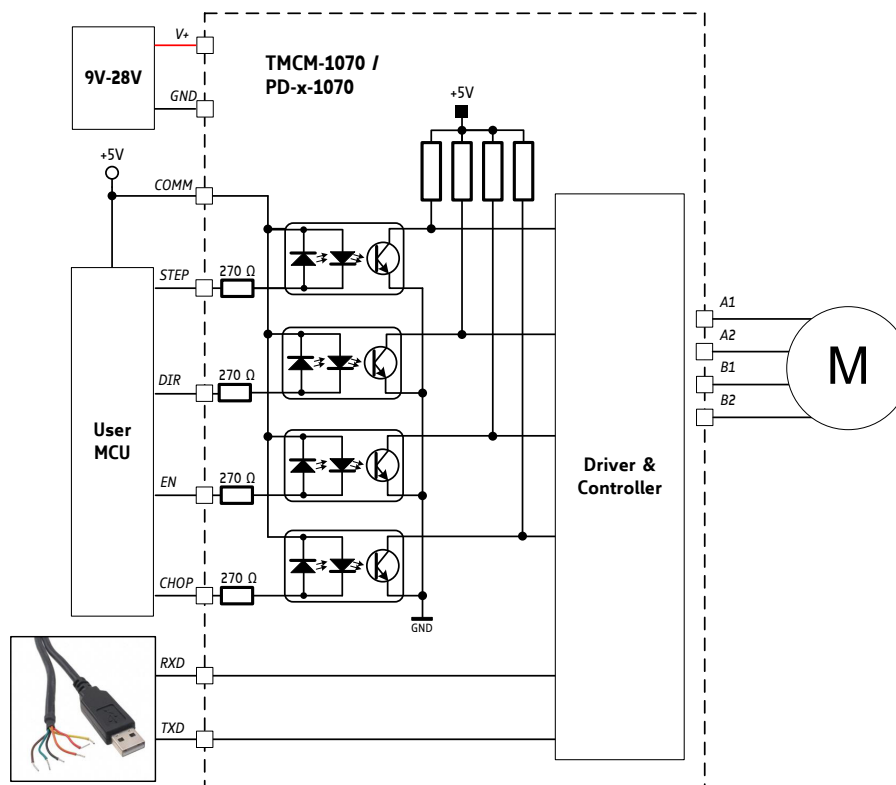 V+
9V-28V
GND
TMCM-1070 /
PD-x-1070
+5V
+5V
COMM
STEP
270 Ω
DIR
270 Ω
User
MCU
EN
270 Ω
CHOP
270 Ω
GND
Driver &
Controller
A1
A2
B1
B2
M
RXD
TXD